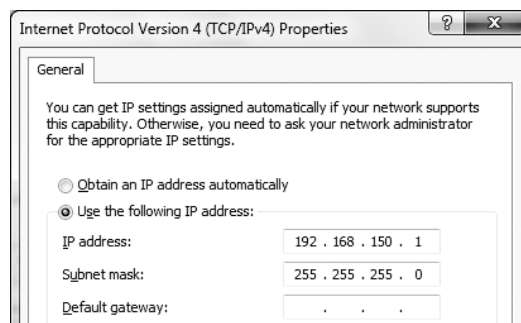 Internet Protocol Version 4 (TCP/IPv4) Properties ? X
General
You can get IP settings assigned automatically if your network supports
this capability. Otherwise, you need to ask your network administrator
for the appropriate IP settings.
Obtain an IP address automatically
Use the following IP address:
IP address: 192 . 168 . 150 . 1
Subnet mask: 255 . 255 . 255 . 0
Default gateway: . . .